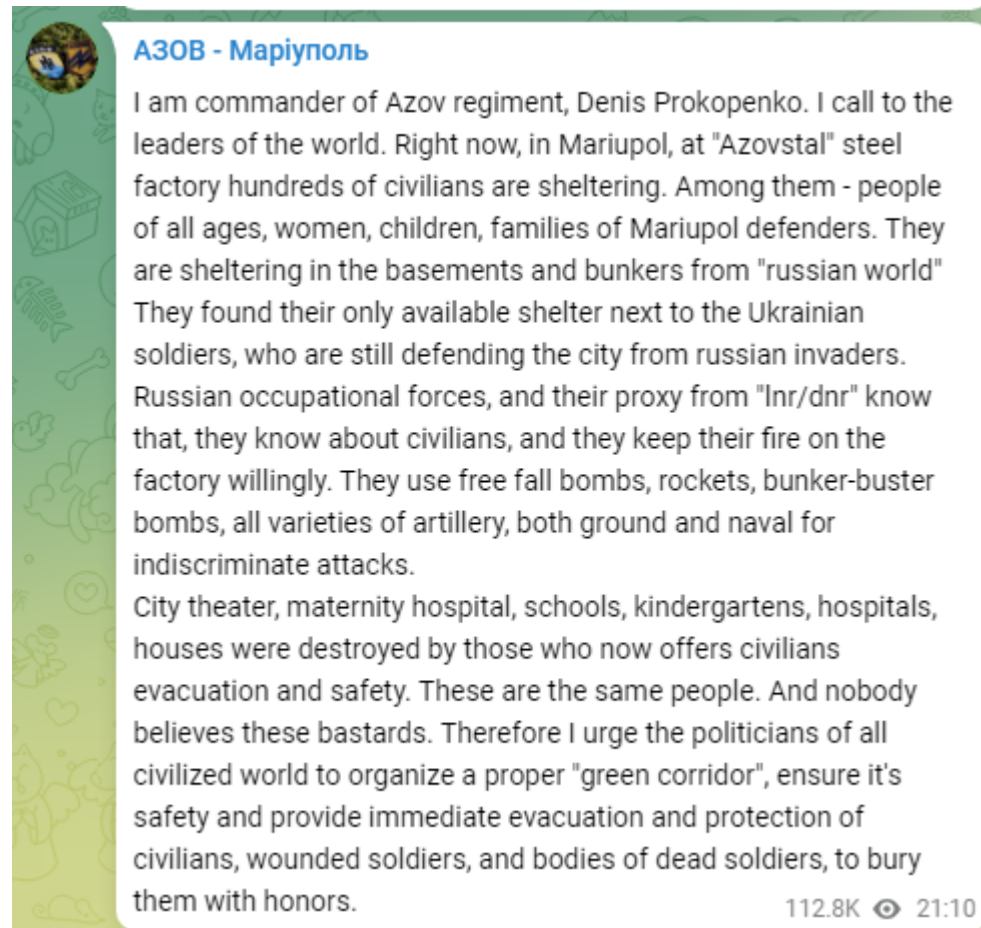 АЗОВ - Маріуполь
I am commander of Azov regiment, Denis Prokopenko. I call to the
leaders of the world. Right now, in Mariupol, at "Azovstal" steel
factory hundreds of civilians are sheltering. Among them - people
of all ages, women, children, families of Mariupol defenders. They
are sheltering in the basements and bunkers from "russian world"
They found their only available shelter next to the Ukrainian
soldiers, who are still defending the city from russian invaders.
Russian occupational forces, and their proxy from "lnr/dnr" know
that, they know about civilians, and they keep their fire on the
factory willingly. They use free fall bombs, rockets, bunker-buster
bombs, all varieties of artillery, both ground and naval for
indiscriminate attacks.
City theater, maternity hospital, schools, kindergartens, hospitals,
houses were destroyed by those who now offers civilians
evacuation and safety. These are the same people. And nobody
believes these bastards. Therefore I urge the politicians of all
civilized world to organize a proper "green corridor", ensure it's
safety and provide immediate evacuation and protection of
civilians, wounded soldiers, and bodies of dead soldiers, to bury
them with honors.
112.8K 21:10